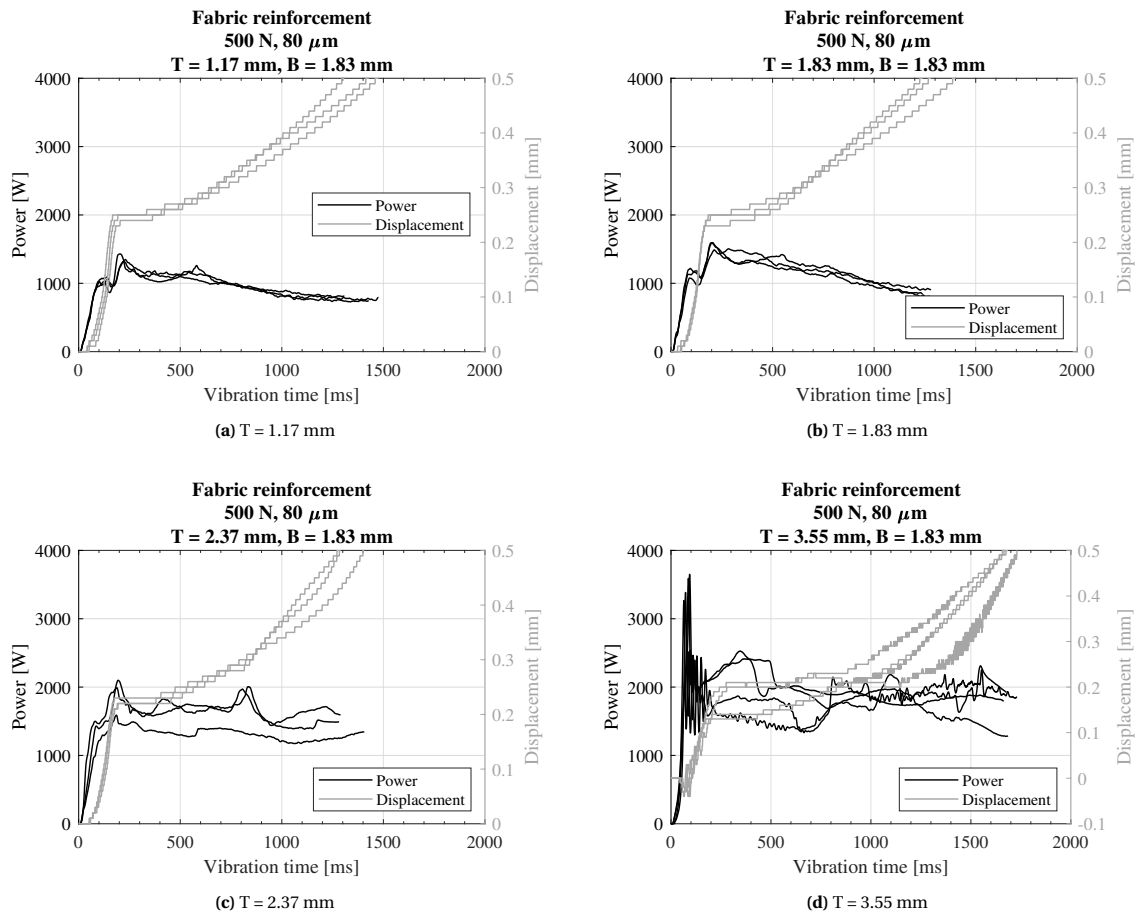 Fabric reinforcement
500 N, 80 μm
T = 1.17 mm, B = 1.83 mm
4000
3000
2000
1000
0
Power [W]
0.5
0.4
0.3
0.2
0.1
0
Displacement [mm]
Power
Displacement
0 500 1000 1500 2000
Vibration time [ms]
(a) T = 1.17 mm
Fabric reinforcement
500 N, 80 μm
T = 1.83 mm, B = 1.83 mm
4000
3000
2000
1000
0
Power [W]
0.5
0.4
0.3
0.2
0.1
0
Displacement [mm]
Power
Displacement
0 500 1000 1500 2000
Vibration time [ms]
(b) T = 1.83 mm
Fabric reinforcement
500 N, 80 μm
T = 2.37 mm, B = 1.83 mm
4000
3000
2000
1000
0
Power [W]
0.5
0.4
0.3
0.2
0.1
0
Displacement [mm]
Power
Displacement
0 500 1000 1500 2000
Vibration time [ms]
(c) T = 2.37 mm
Fabric reinforcement
500 N, 80 μm
T = 3.55 mm, B = 1.83 mm
4000
3000
2000
1000
0
Power [W]
0.5
0.4
0.3
0.2
0.1
0
-0.1
Displacement [mm]
Power
Displacement
0 500 1000 1500 2000
Vibration time [ms]
(d) T = 3.55 mm